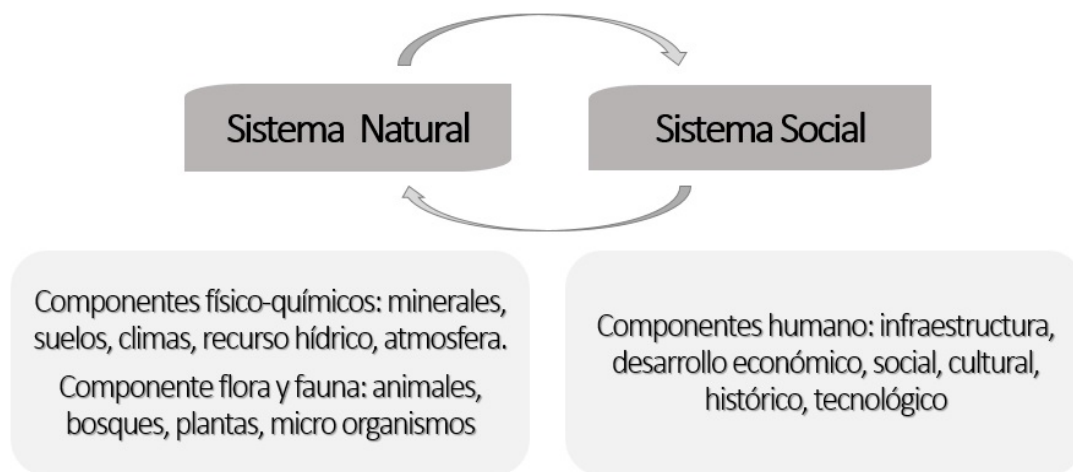 Sistema Natural
Sistema Social
Componentes físico-químicos: minerales,
suelos, climas, recurso hídrico, atmosfera.
Componente flora y fauna: animales,
bosques, plantas, micro organismos
Componentes humano: infraestructura,
desarrollo económico, social, cultural,
histórico, tecnológico